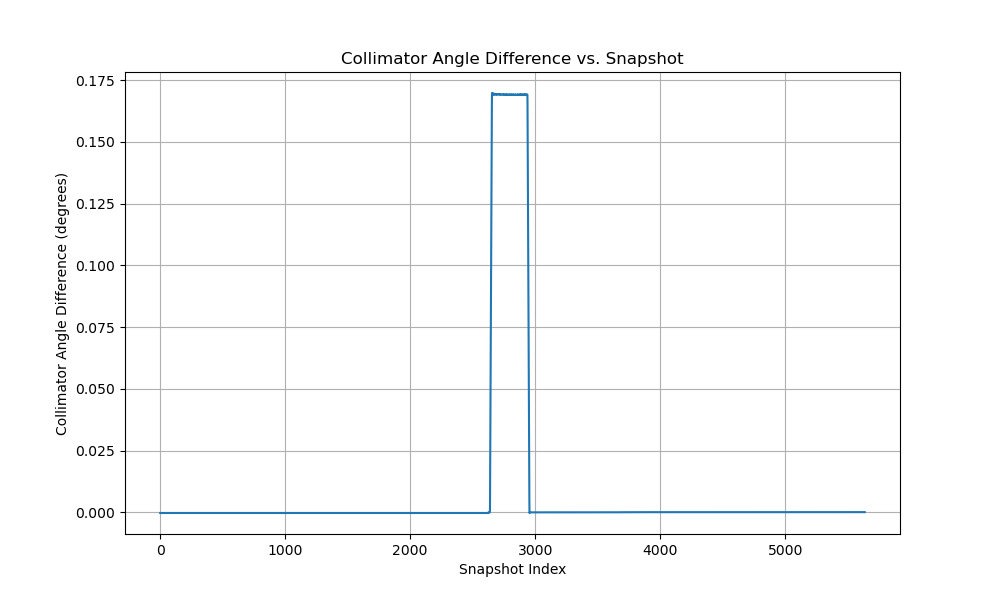 Collimator Angle Difference vs. Snapshot
Collimator Angle Difference (degrees)
0.175
0.150
0.125
0.100
0.075
0.050
0.025
0.000
0 1000 2000 3000 4000 5000
Snapshot Index